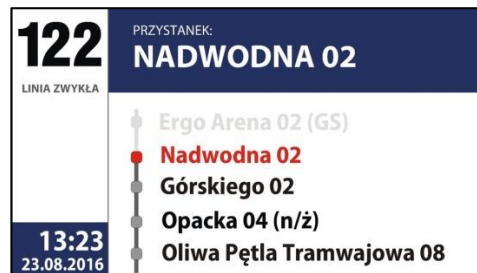 122
LINIA ZWYKŁA
PRZYSTANEK:
NADWODNA 02
Ergo Arena 02 (GS)
Nadwodna 02
Górskiego 02
Opacka 04 (n/ż)
Oliwa Pętla Tramwajowa 08
13:23
23.08.2016